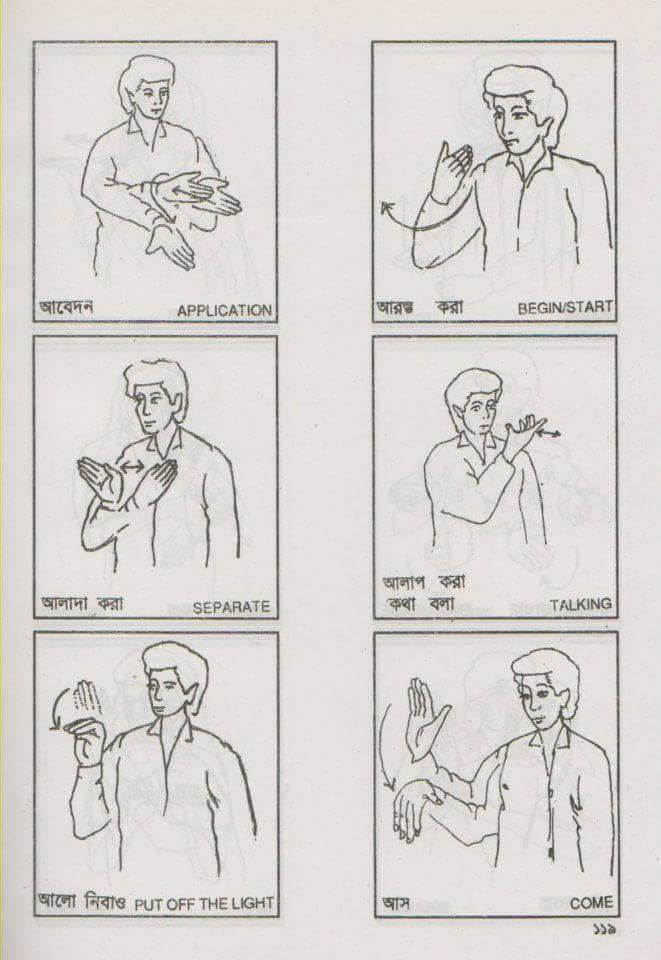 আবেদন APPLICATION
আরম্ভ করা BEGIN/START
আলাদা করা SEPARATE
আলাপ করা
কথা বলা TALKING
আলো নিবাও PUT OFF THE LIGHT
আস COME
১১৯